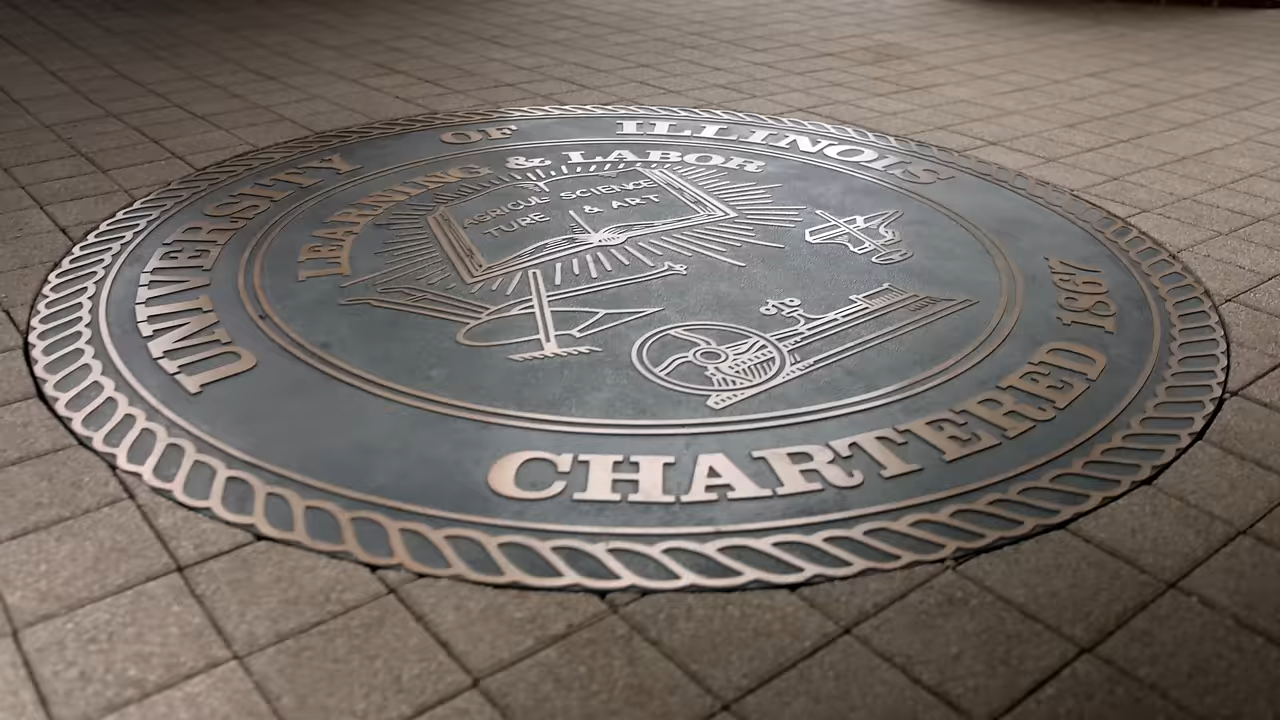 UNIVERSITY OF ILLINOIS
LEARNING & LABOR
AGRICUL-
TURE
SCIENCE
& ART
CHARTERED 1867